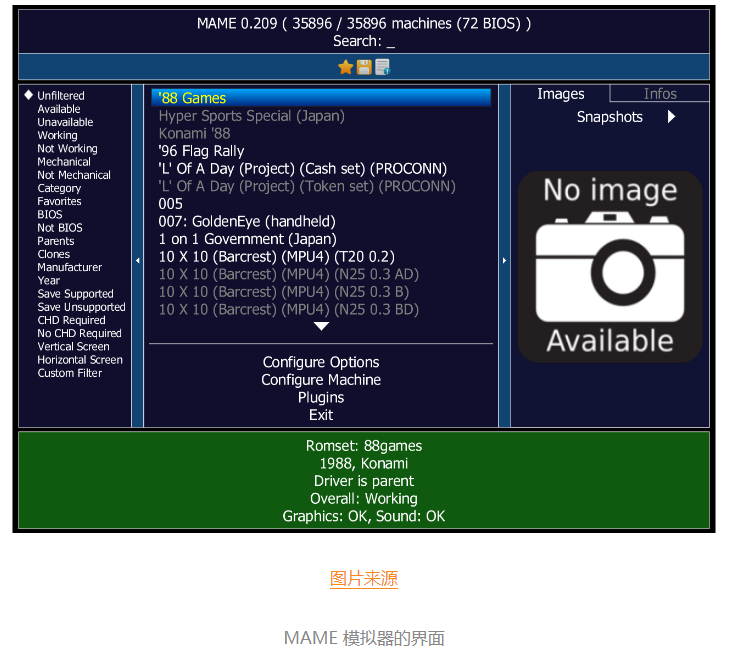 MAME 0.209 ( 35896 / 35896 machines (72 BIOS) )
Search: _
Unfiltered
Available
Unavailable
Working
Not Working
Mechanical
Not Mechanical
Category
Favorites
BIOS
Not BIOS
Parents
Clones
Manufacturer
Year
Save Supported
Save Unsupported
CHD Required
No CHD Required
Vertical Screen
Horizontal Screen
Custom Filter
'88 Games
Hyper Sports Special (Japan)
Konami '88
'96 Flag Rally
'L' Of A Day (Project) (Cash set) (PROCONN)
'L' Of A Day (Project) (Token set) (PROCONN)
005
007: GoldenEye (handheld)
1 on 1 Government (Japan)
10 X 10 (Barcrest) (MPU4) (T20 0.2)
10 X 10 (Barcrest) (MPU4) (N25 0.3 AD)
10 X 10 (Barcrest) (MPU4) (N25 0.3 B)
10 X 10 (Barcrest) (MPU4) (N25 0.3 BD)
Configure Options
Configure Machine
Plugins
Exit
Images
Infos
Snapshots
No image
Available
Romset: 88games
1988, Konami
Driver is parent
Overall: Working
Graphics: OK, Sound: OK
图片来源
MAME 模拟器的界面